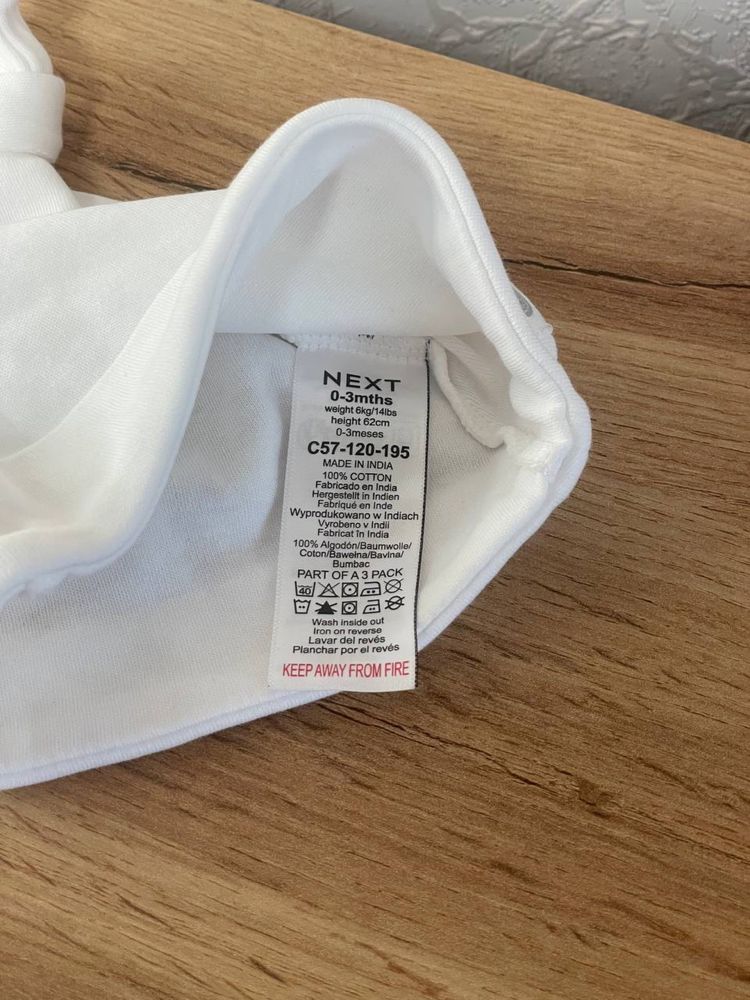 NEXT
0-3mths
weight 6kg/14lbs
height 62cm
0-3meses
C57-120-195
MADE IN INDIA
100% COTTON
Fabricado en India
Hergestellt in Indien
Fabriqué en Inde
Wyprodukowano w Indiach
Vyrobeno v Indii
Fabricat în India
100% Algodón/Baumwolle/
Coton/Bawełna/Bavlna/
Bumbac
PART OF A 3 PACK
40
Wash inside out
Iron on reverse
Lavar del revés
Planchar por el revés
KEEP AWAY FROM FIRE